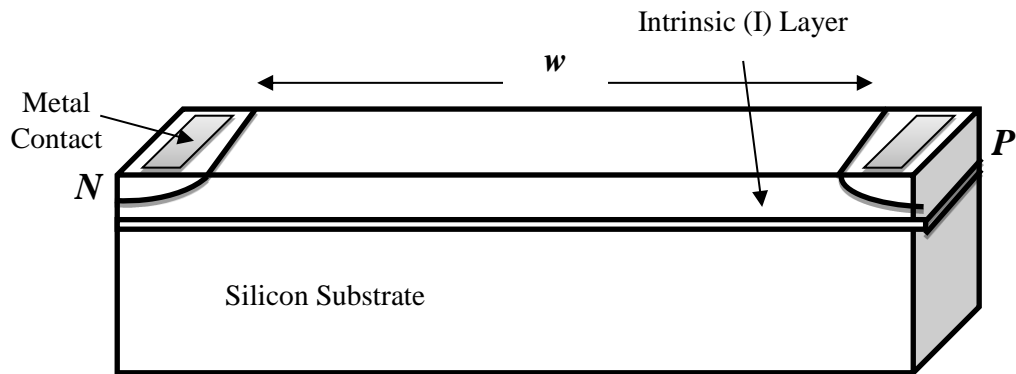 Intrinsic (I) Layer
w
Metal
Contact
N
P
Silicon Substrate